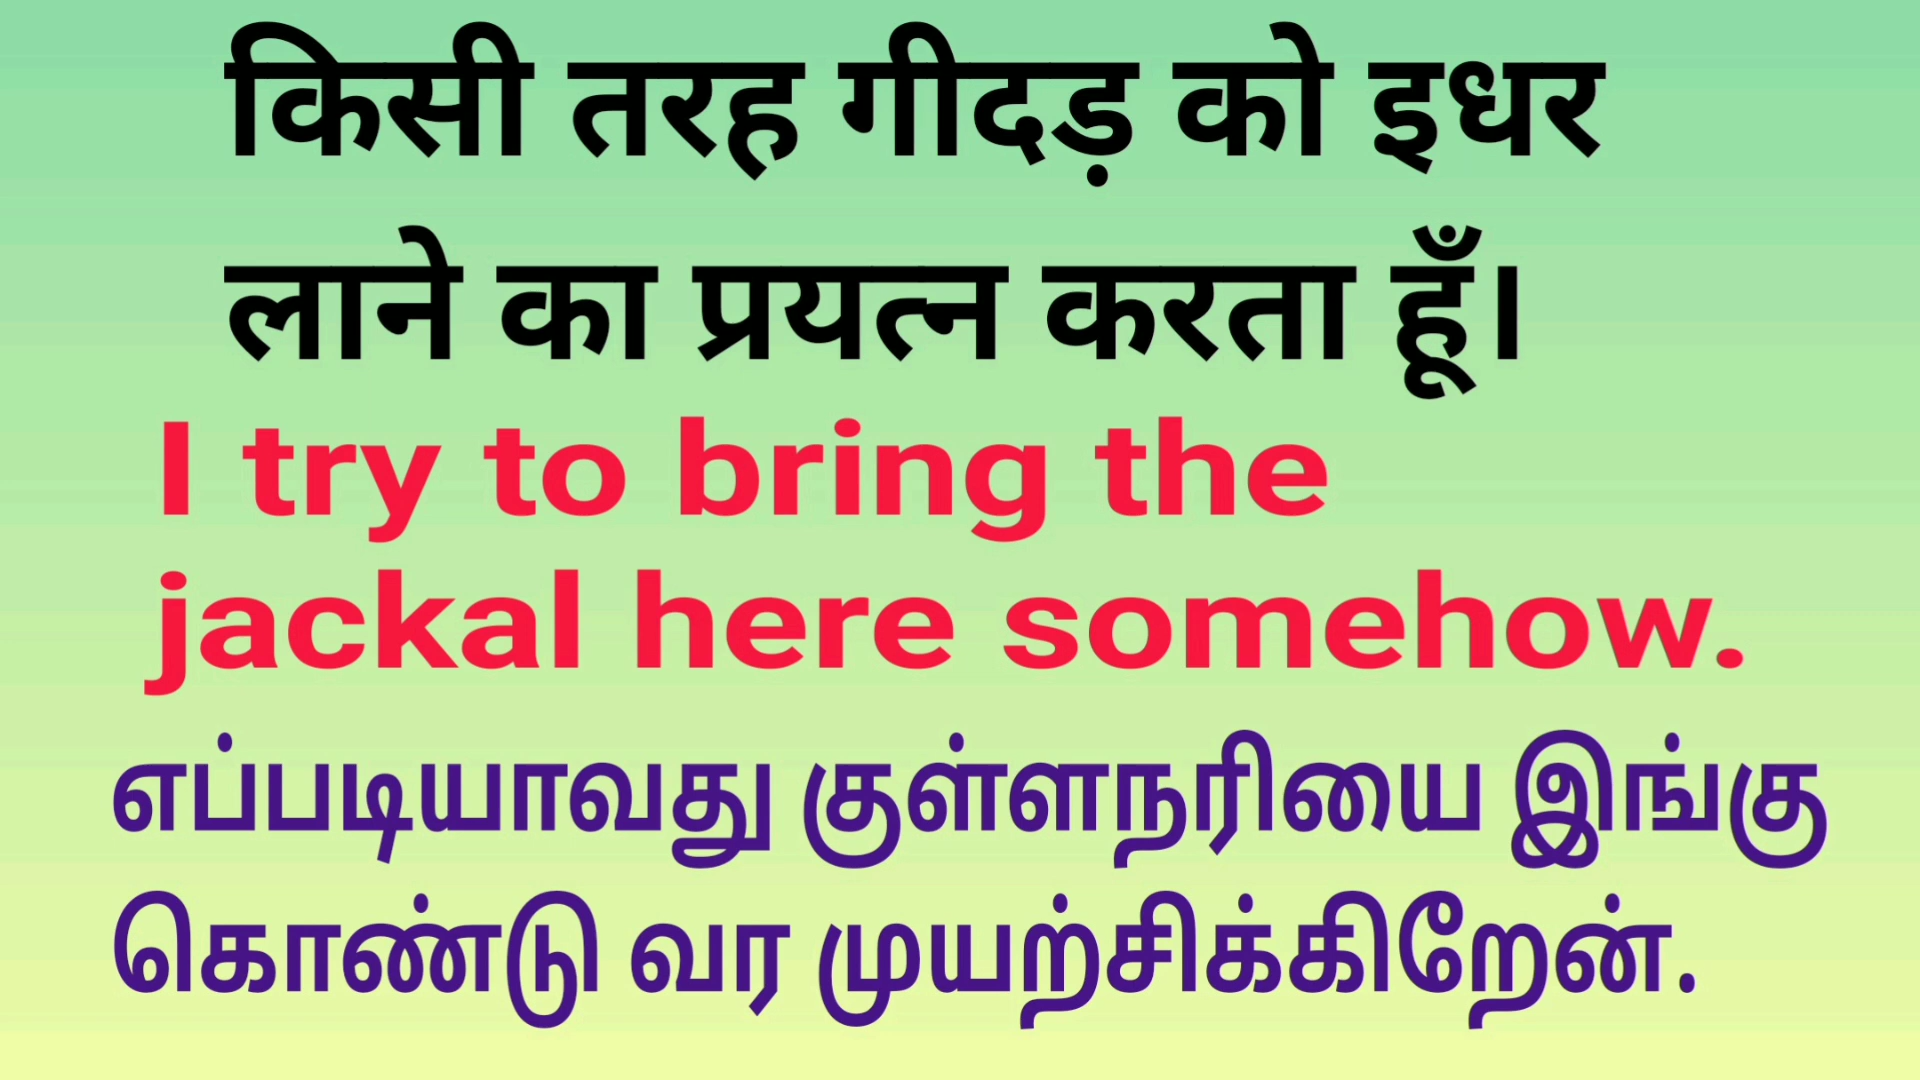 किसी तरह गीदड़ को इधर
लाने का प्रयत्न करता हूँ।
I try to bring the
jackal here somehow.
எப்படியாவது குள்ளநரியை இங்கு
கொண்டு வர முயற்சிக்கிறேன்.